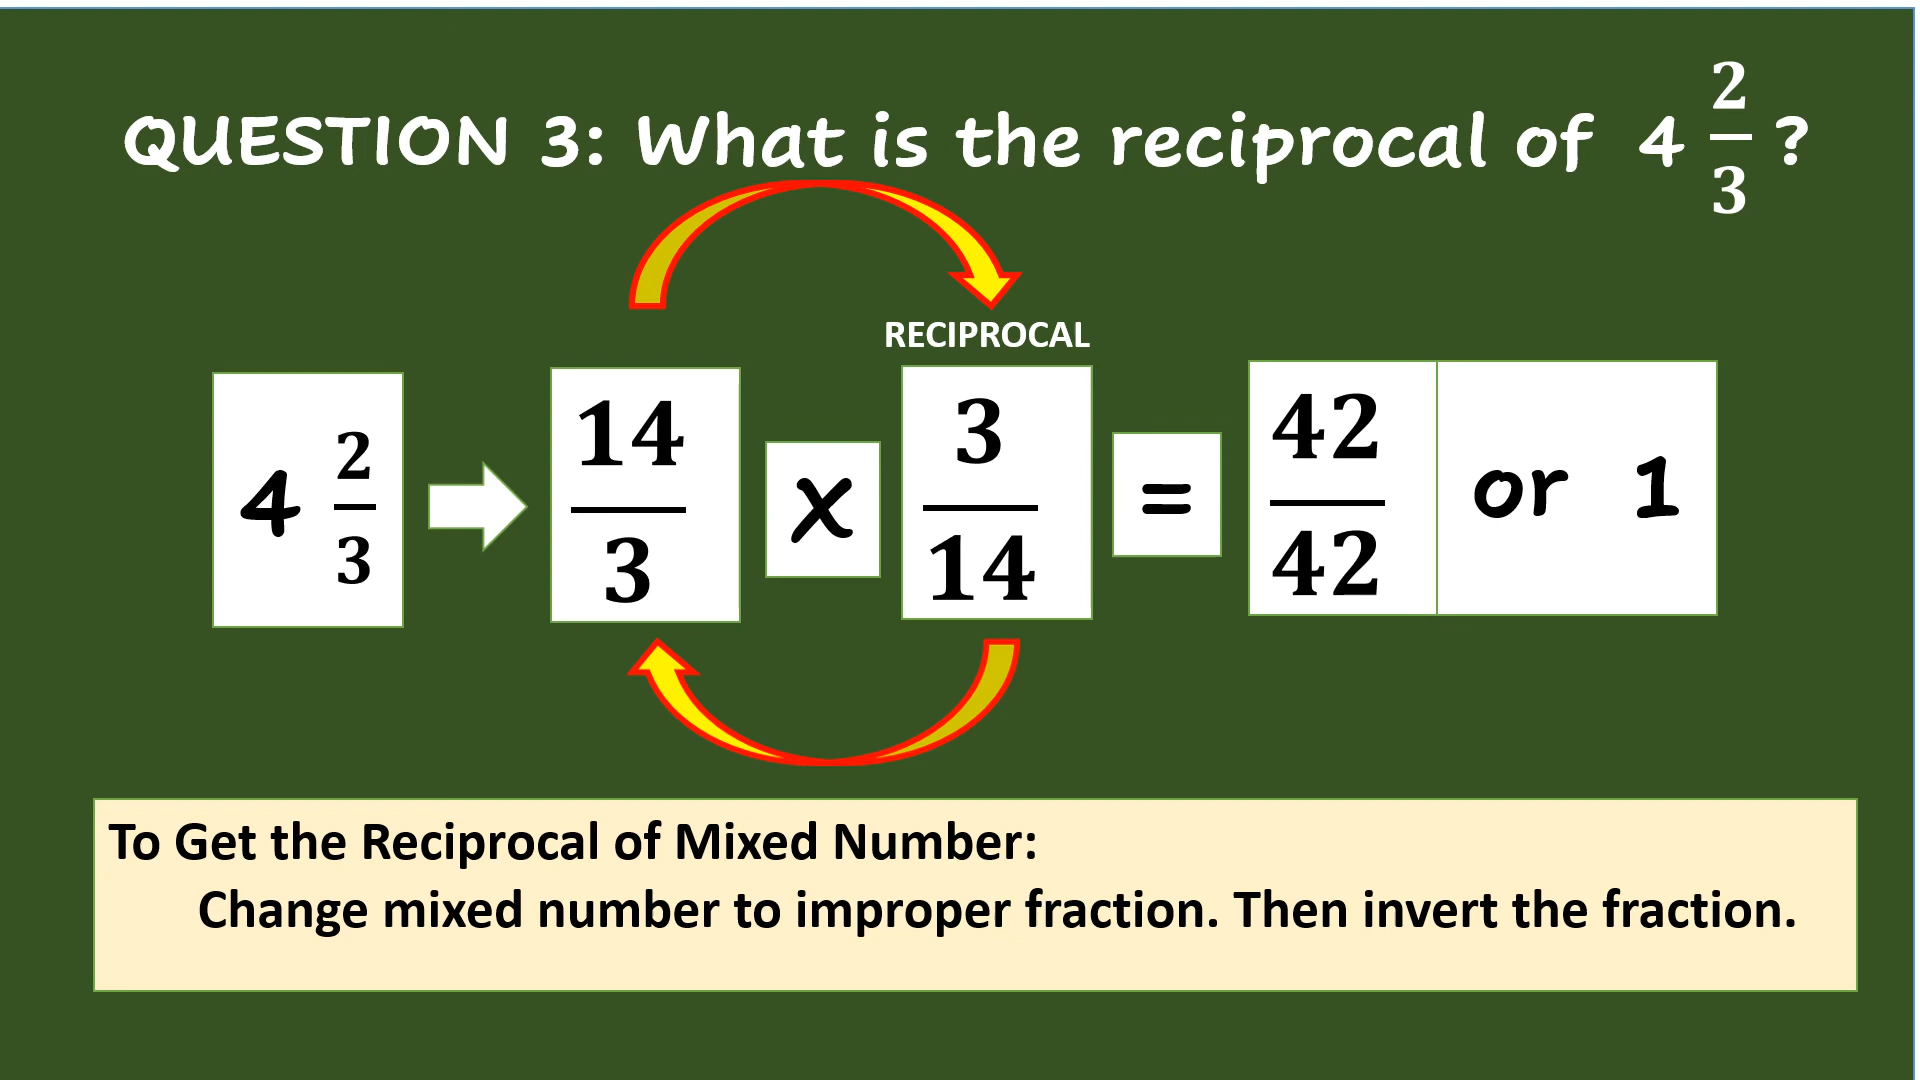 QUESTION 3: What is the reciprocal of 4 2/3 ?
RECIPROCAL
4 2/3 14/3 x 3/14 = 42/42 or 1
To Get the Reciprocal of Mixed Number:
Change mixed number to improper fraction. Then invert the fraction.